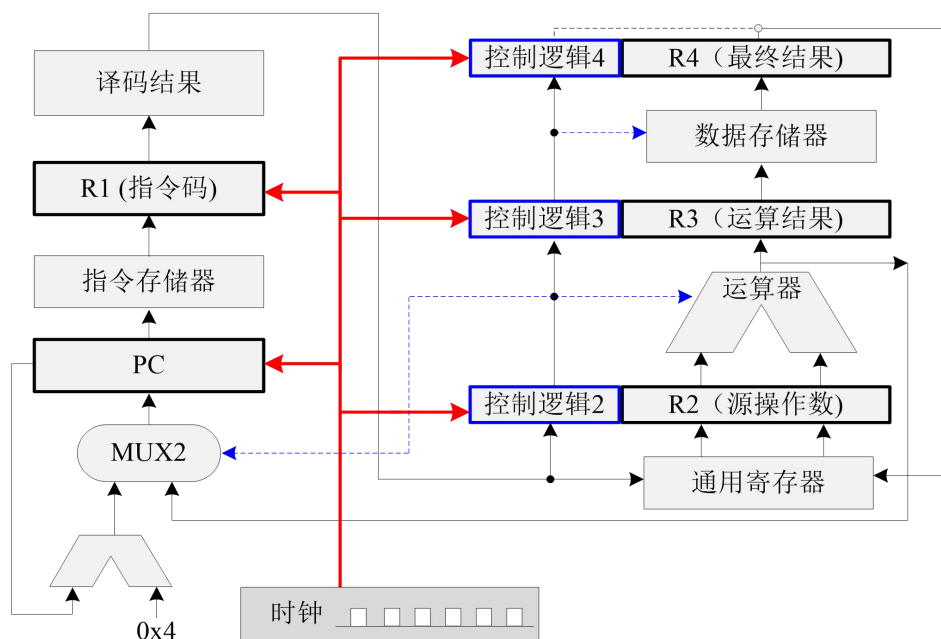 译码结果
控制逻辑4
R4（最终结果)
数据存储器
R1 (指令码)
控制逻辑3
R3（运算结果)
指令存储器
运算器
PC
控制逻辑2
R2（源操作数)
MUX2
通用寄存器
时钟
0x4